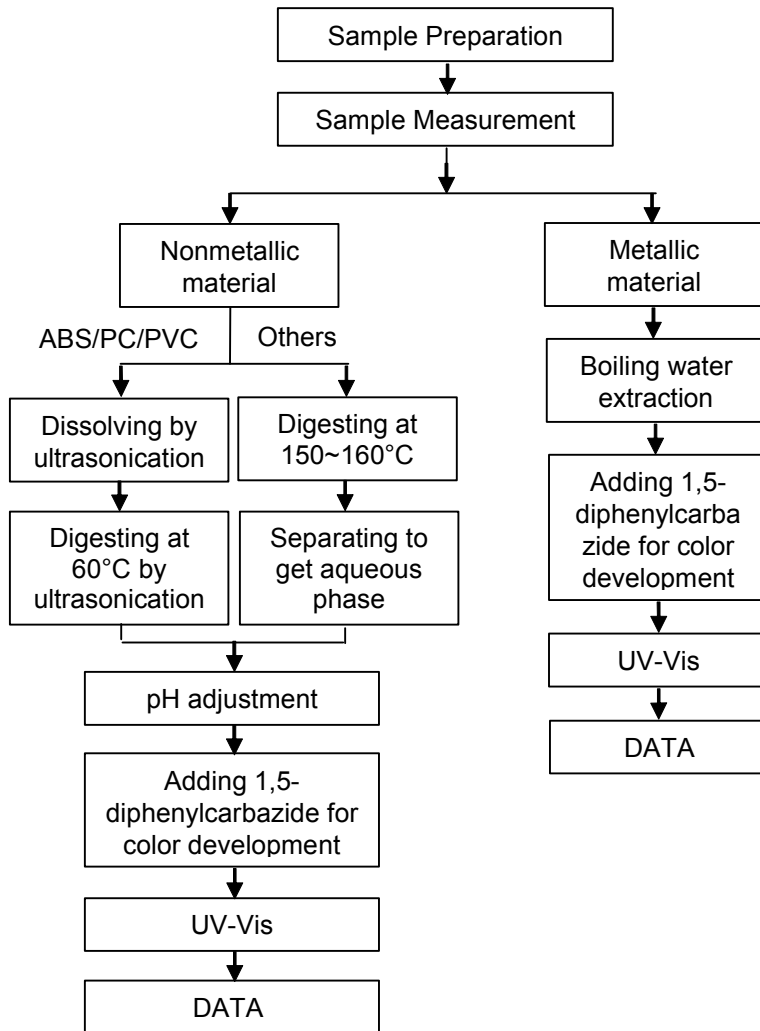 Sample Preparation
Sample Measurement
Nonmetallic
material
ABS/PC/PVC
Others
Dissolving by
ultrasonication
Digesting at
150~160°C
Digesting at
60°C by
ultrasonication
Separating to
get aqueous
phase
pH adjustment
Adding 1,5-
diphenylcarbazide for
color development
UV-Vis
DATA
Metallic
material
Boiling water
extraction
Adding 1,5-
diphenylcarba
zide for color
development
UV-Vis
DATA